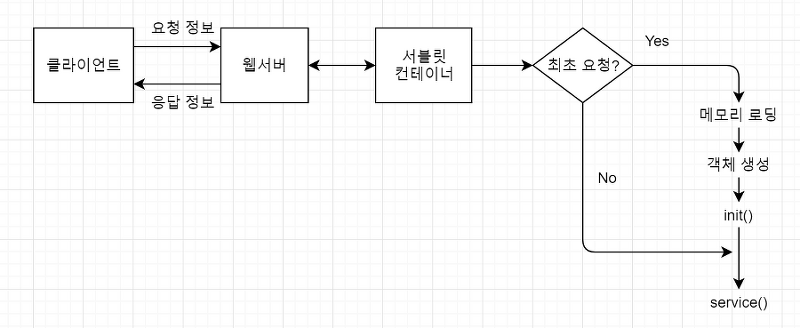 요청 정보
클라이언트
웹서버
응답 정보
서블릿
컨테이너
최초 요청?
Yes
메모리 로딩
객체 생성
No
init()
service()